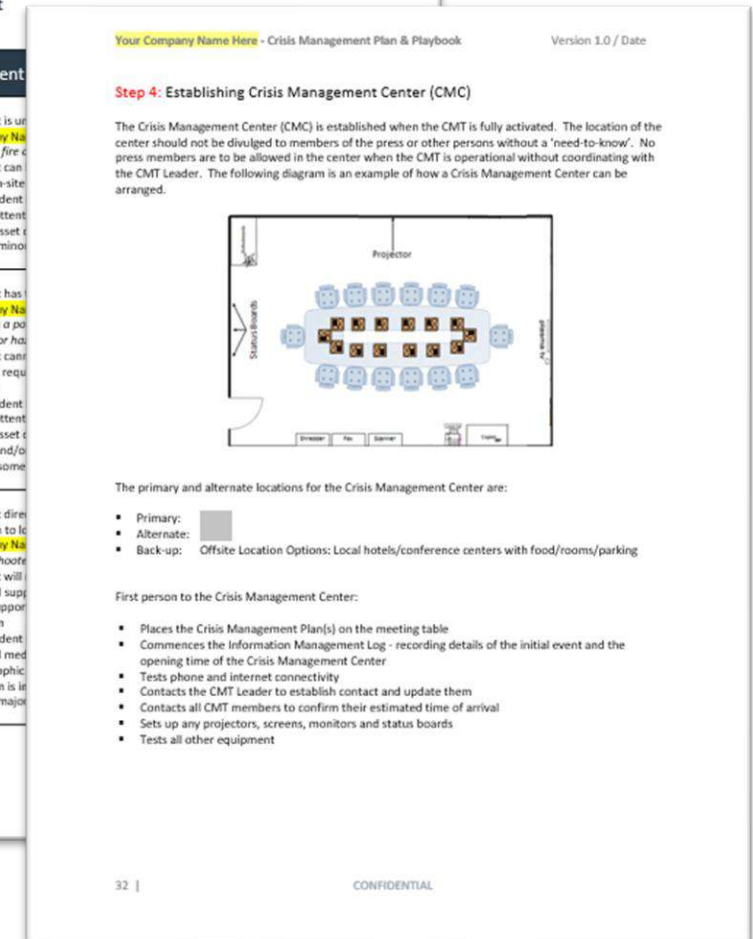 Your Company Name Here - Crisis Management Plan & Playbook Version 1.0 / Date
Step 4: Establishing Crisis Management Center (CMC)
The Crisis Management Center (CMC) is established when the CMT is fully activated. The location of the
center should not be divulged to members of the press or other persons without a 'need-to-know'. No
press members are to be allowed in the center when the CMT is operational without coordinating with
the CMT Leader. The following diagram is an example of how a Crisis Management Center can be
arranged.
Projector
Status Boards
plasma tv
Shredder Fax Scanner Copier
The primary and alternate locations for the Crisis Management Center are:
▪ Primary:
▪ Alternate:
▪ Back-up: Offsite Location Options: Local hotels/conference centers with food/rooms/parking
First person to the Crisis Management Center:
▪ Places the Crisis Management Plan(s) on the meeting table
▪ Commences the Information Management Log - recording details of the initial event and the
opening time of the Crisis Management Center
▪ Tests phone and internet connectivity
▪ Contacts the CMT Leader to establish contact and update them
▪ Contacts all CMT members to confirm their estimated time of arrival
▪ Sets up any projectors, screens, monitors and status boards
▪ Tests all other equipment
32 | CONFIDENTIAL